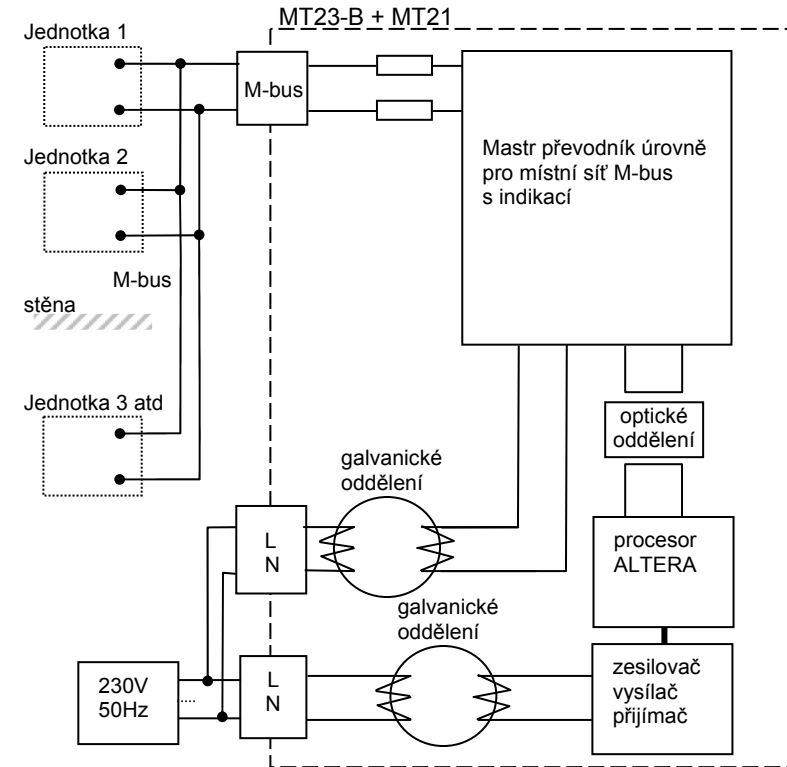 MT23-B + MT21
Jednotka 1
M-bus
Mastr převodník úrovně
pro místní síť M-bus
s indikací
Jednotka 2
M-bus
stěna
Jednotka 3 atd
optické
oddělení
galvanické
oddělení
L
N
procesor
ALTERA
galvanické
oddělení
230V
50Hz
L
N
zesilovač
vysílač
přijímač